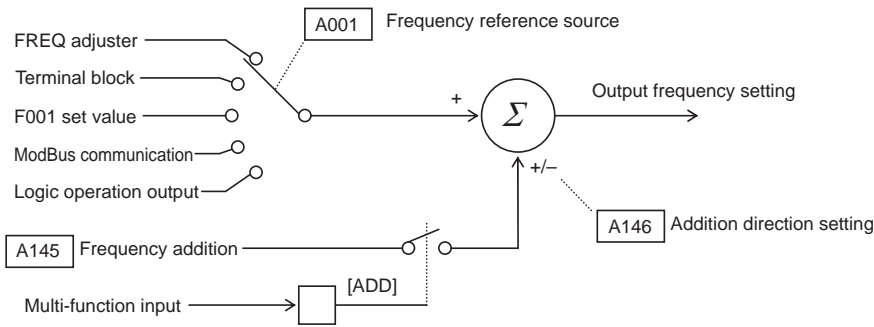 A001 Frequency reference source
FREQ adjuster
Terminal block
F001 set value
ModBus communication
Logic operation output
+
Σ
Output frequency setting
+/−
A146 Addition direction setting
A145 Frequency addition
[ADD]
Multi-function input